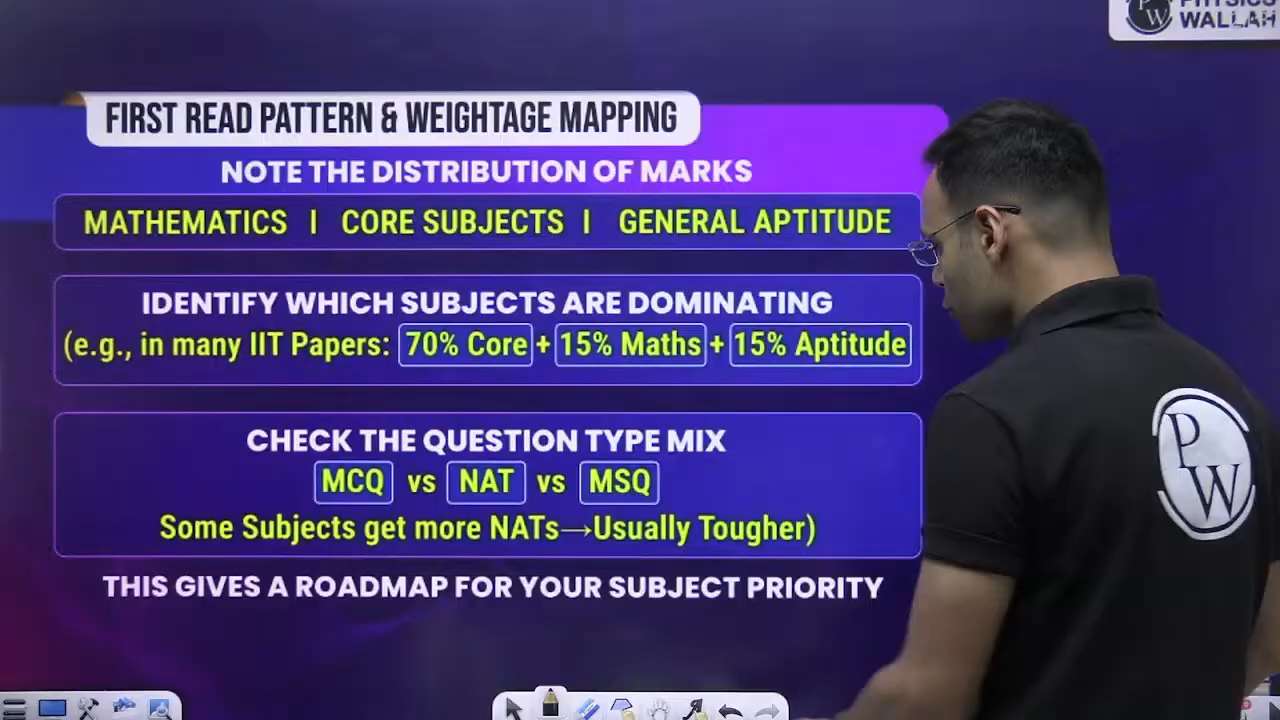 PHYSICS
WALLAH
FIRST READ PATTERN & WEIGHTAGE MAPPING
NOTE THE DISTRIBUTION OF MARKS
MATHEMATICS I CORE SUBJECTS I GENERAL APTITUDE
IDENTIFY WHICH SUBJECTS ARE DOMINATING
(e.g., in many IIT Papers: 70% Core + 15% Maths + 15% Aptitude
CHECK THE QUESTION TYPE MIX
MCQ vs NAT vs MSQ
Some Subjects get more NATs→Usually Tougher)
THIS GIVES A ROADMAP FOR YOUR SUBJECT PRIORITY
PW